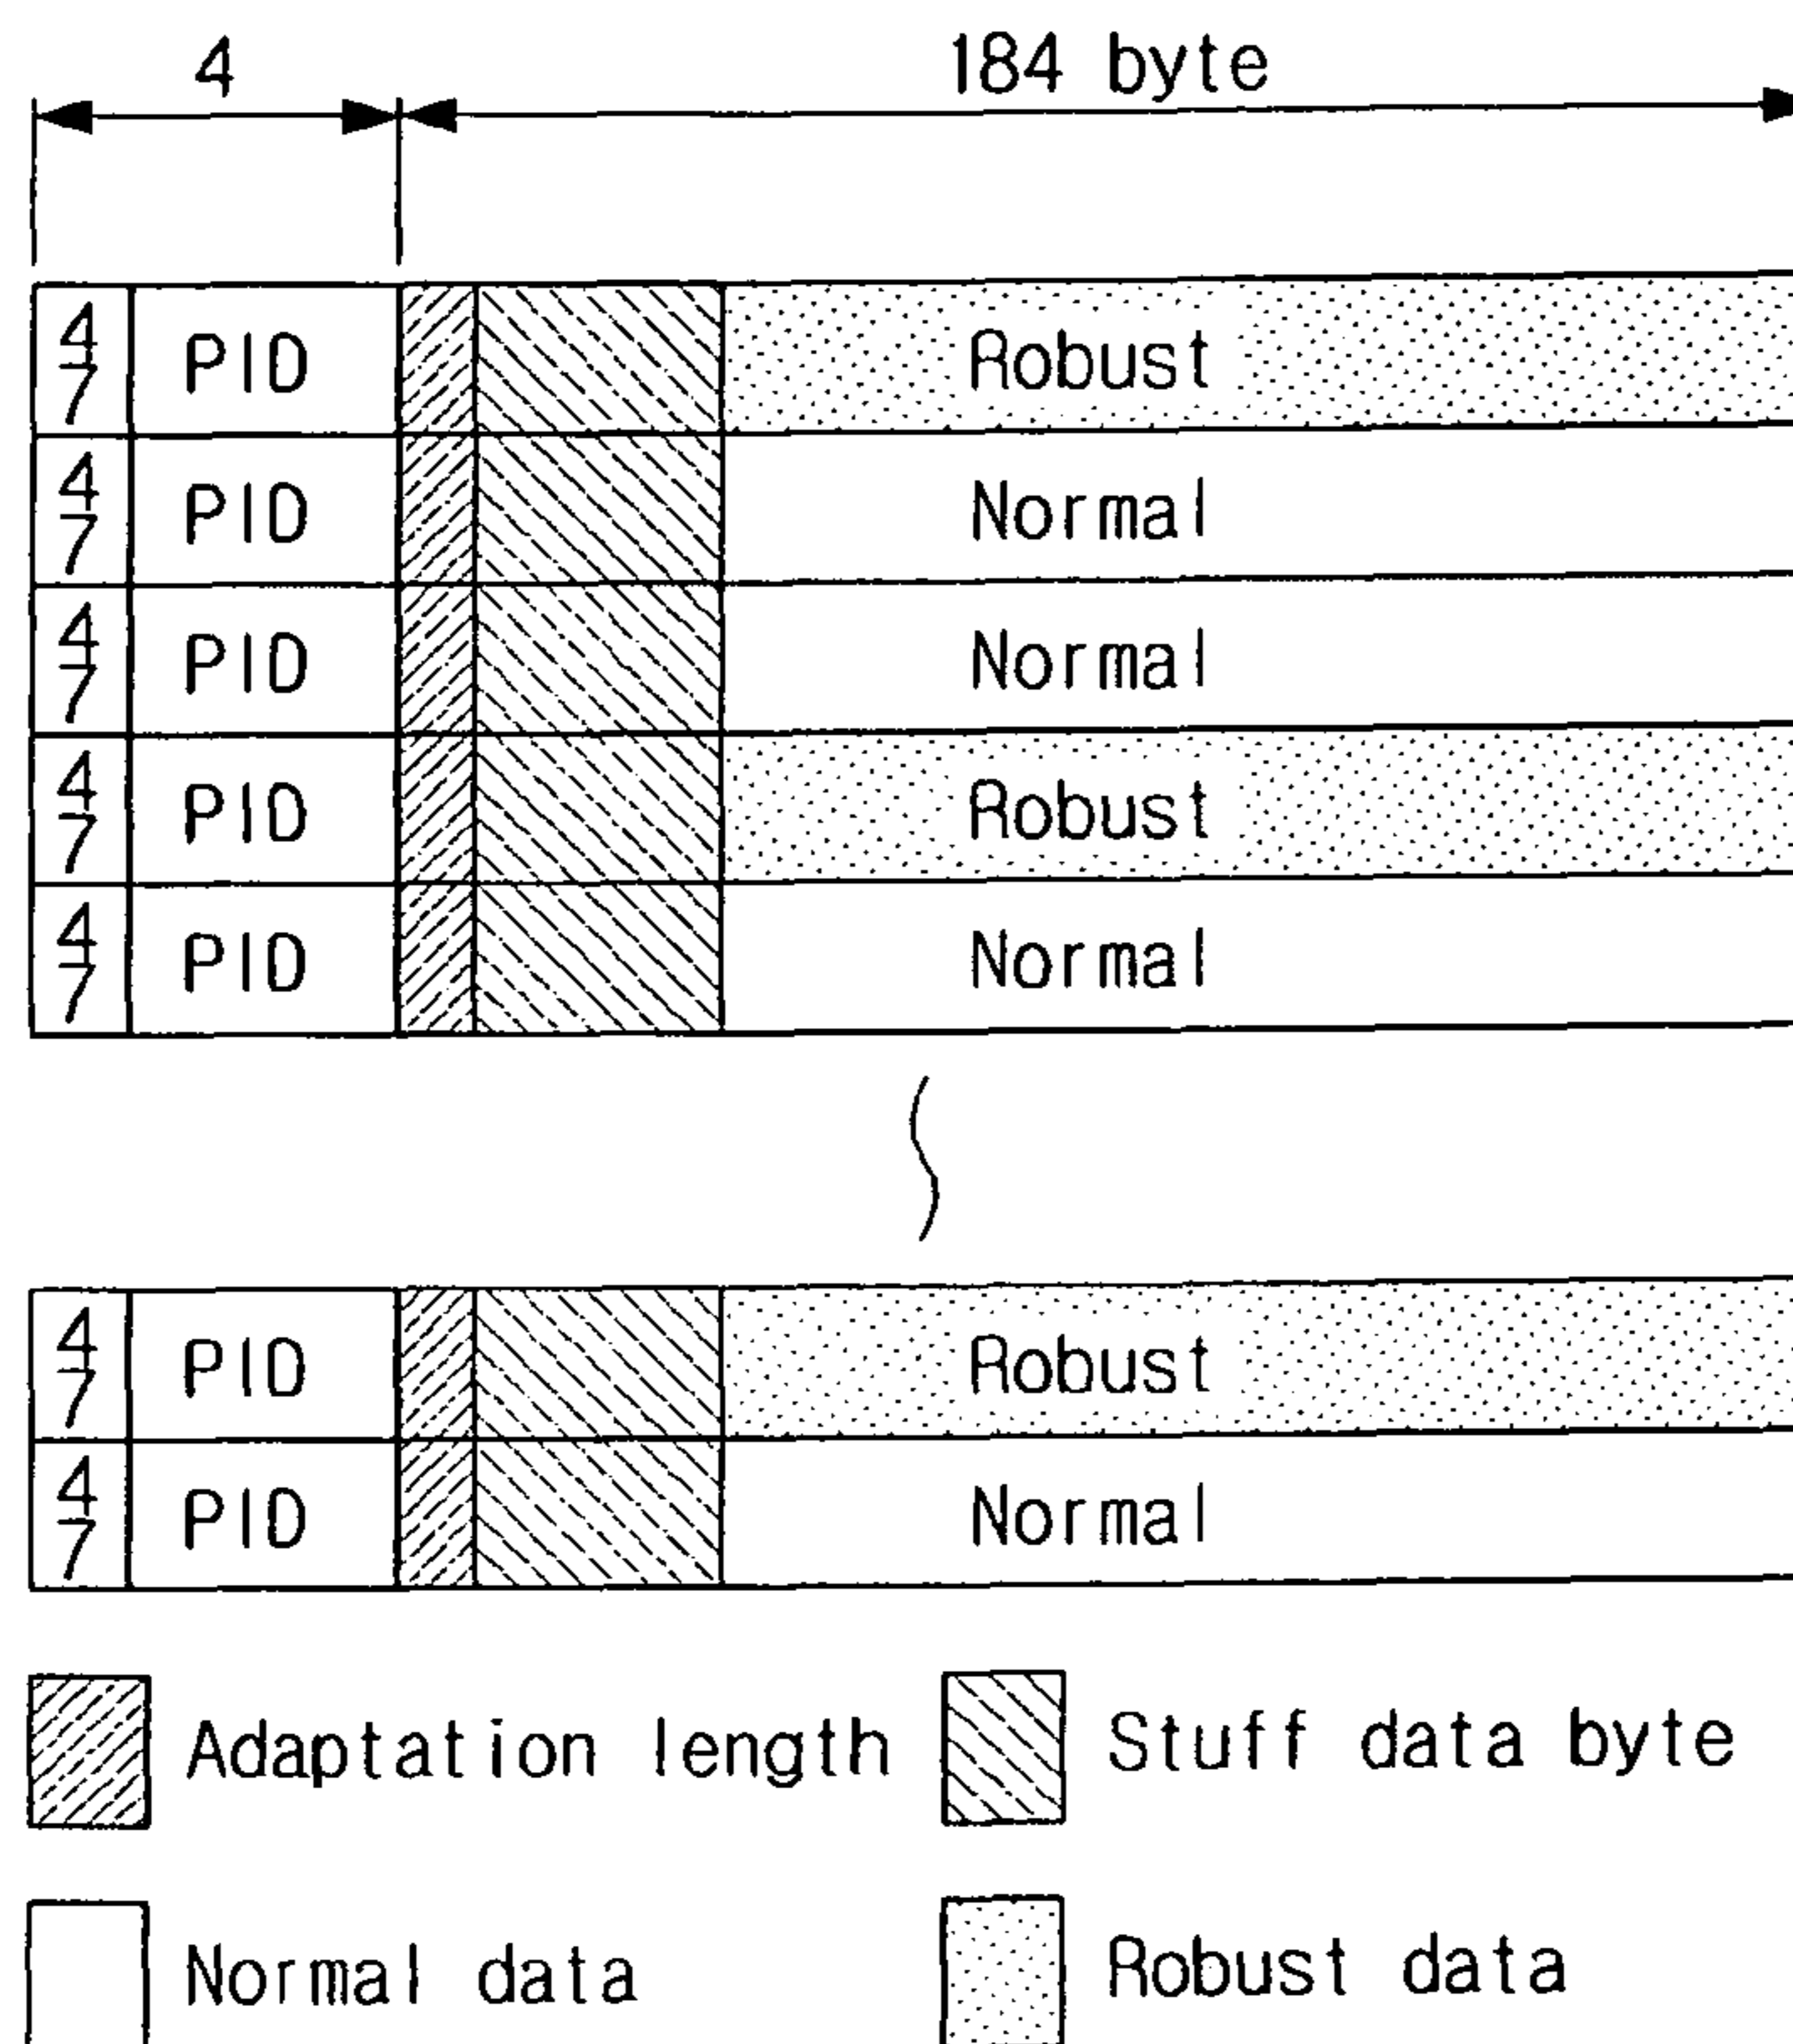 4 184 byte
47 PID Robust
47 PID Normal
47 PID Normal
47 PID Robust
47 PID Normal
47 PID Robust
47 PID Normal
Adaptation length Stuff data byte
Normal data Robust data